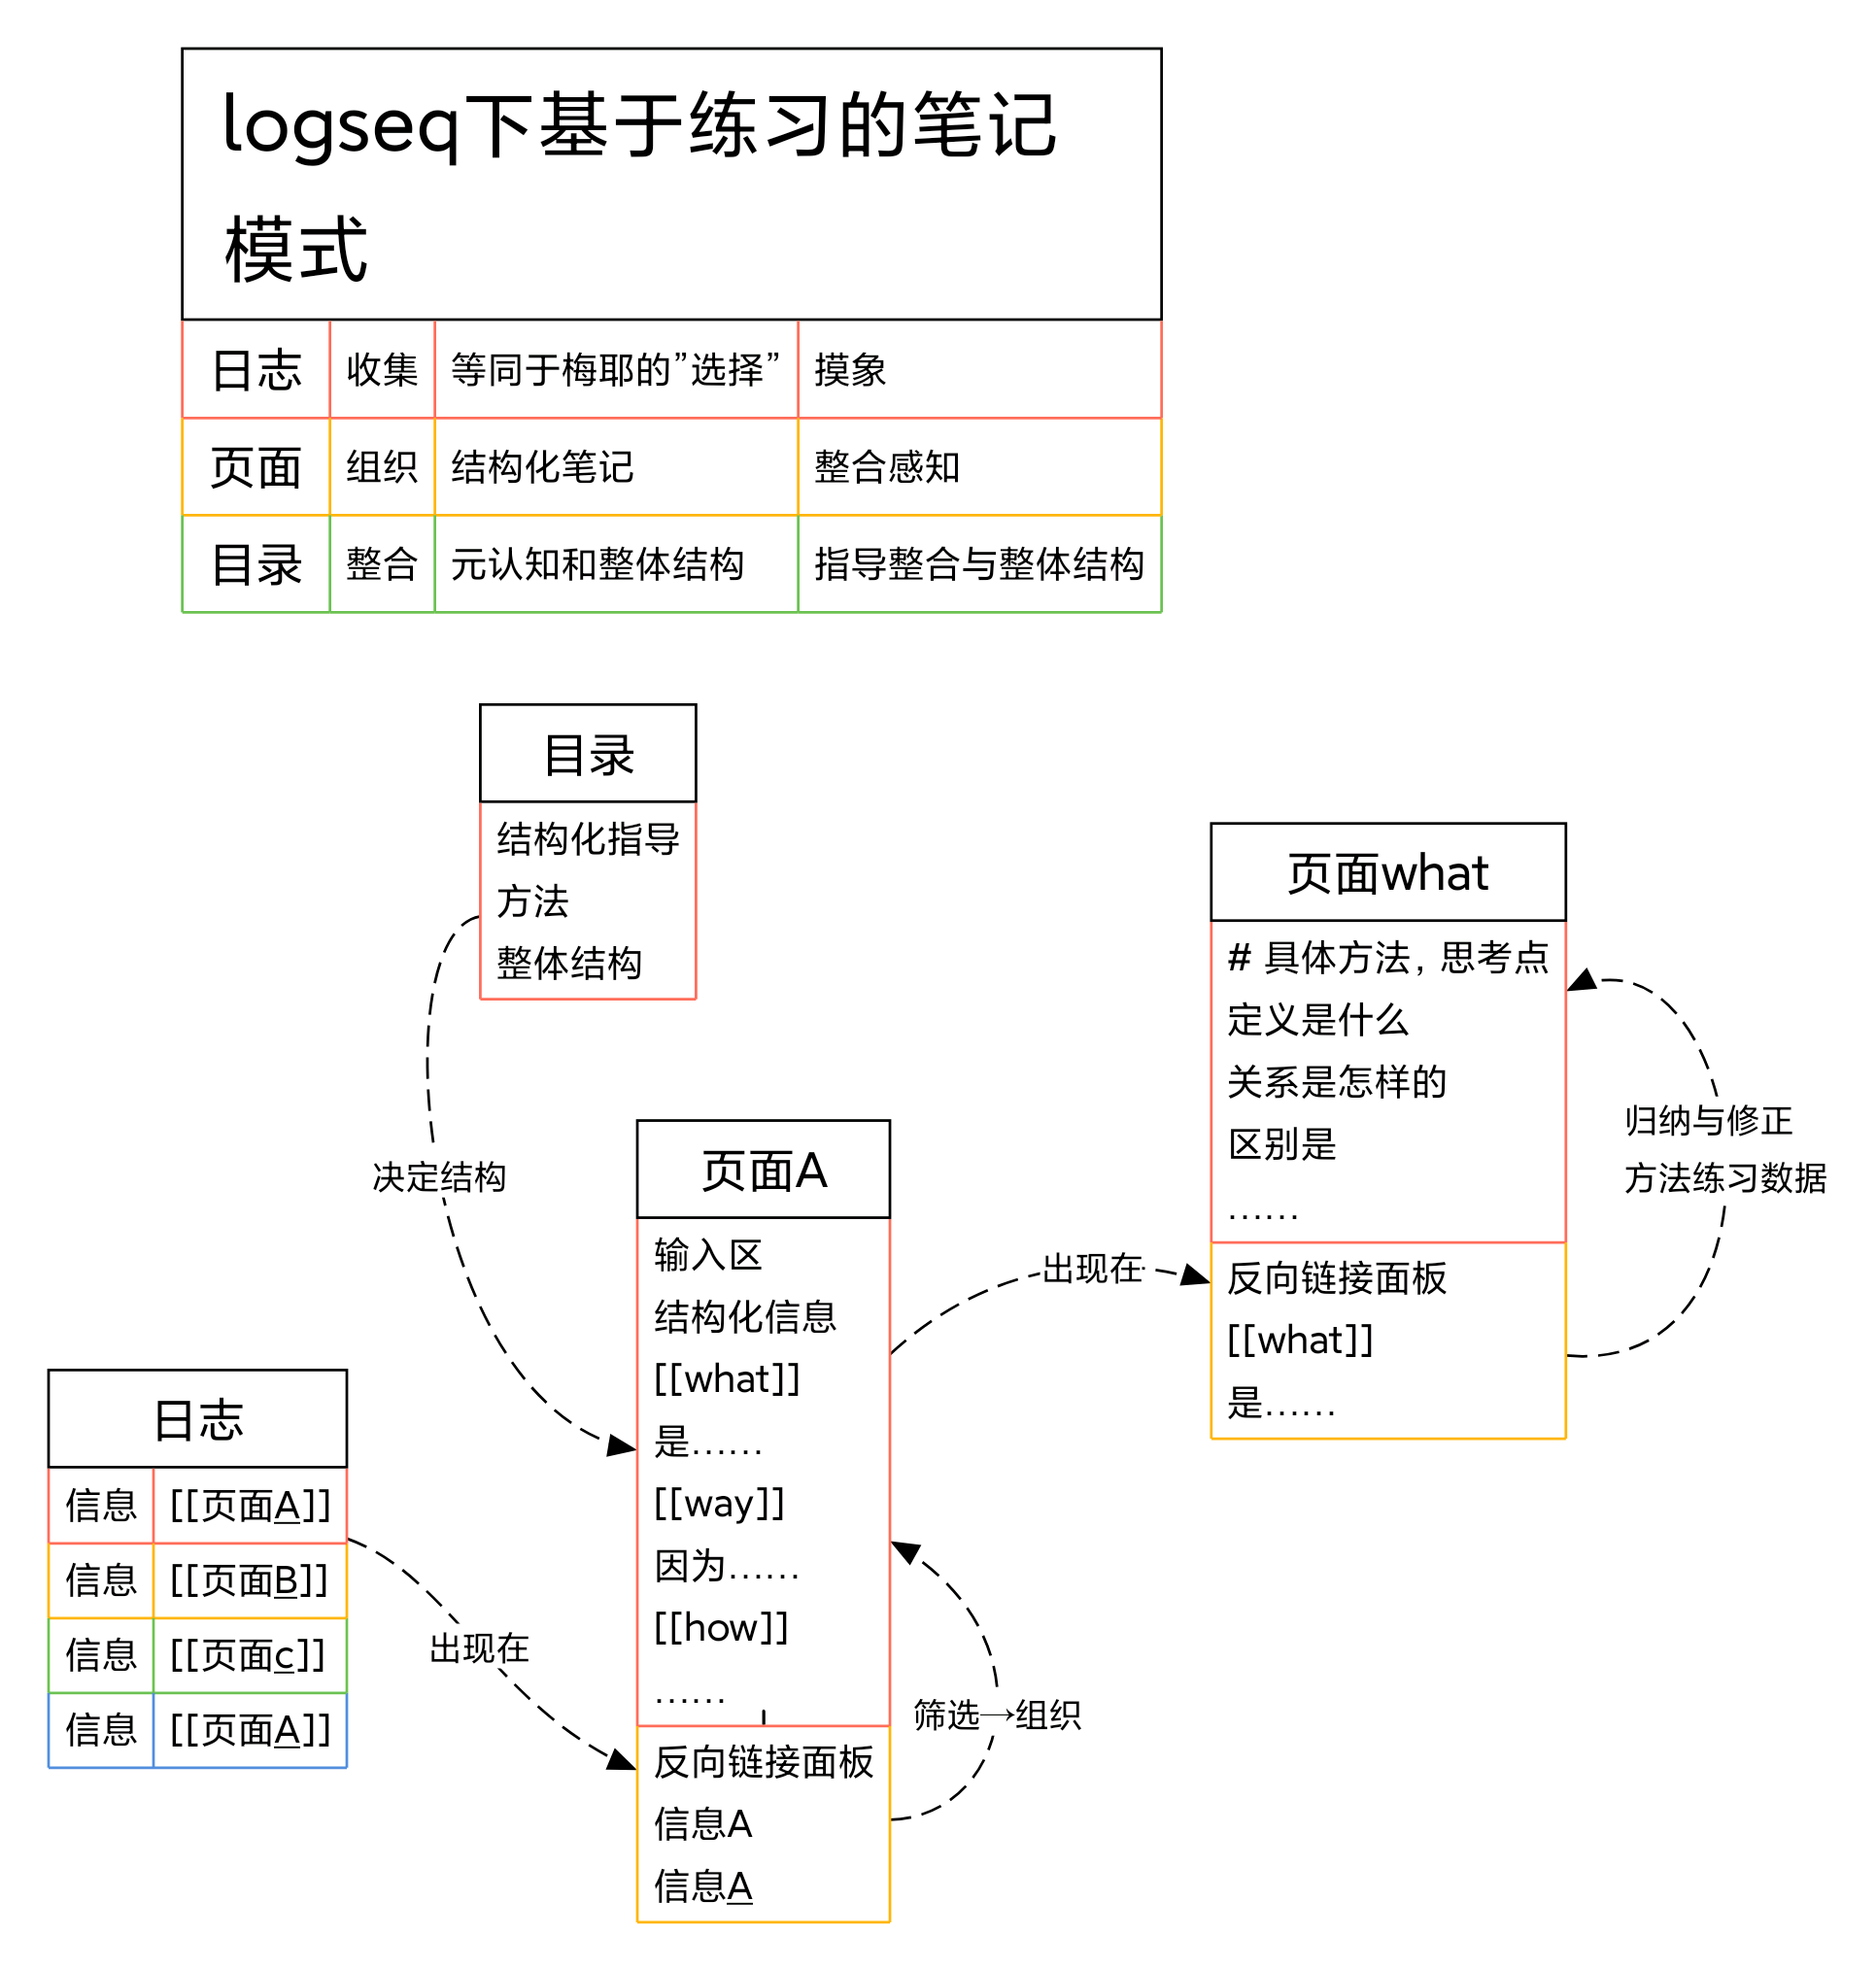 logseq下基于练习的笔记
模式
日志 收集 等同于梅耶的”选择” 摸象
页面 组织 结构化笔记 整合感知
目录 整合 元认知和整体结构 指导整合与整体结构
目录
结构化指导
方法
整体结构
决定结构
页面what
# 具体方法，思考点
定义是什么
关系是怎样的
区别是
……
反向链接面板
[[what]]
是……
归纳与修正
方法练习数据
页面A
输入区
结构化信息
[[what]]
是……
[[way]]
因为……
[[how]]
……
反向链接面板
信息A
信息A
出现在
筛选→组织
日志
信息 [[页面A]]
信息 [[页面B]]
信息 [[页面c]]
信息 [[页面A]]
出现在